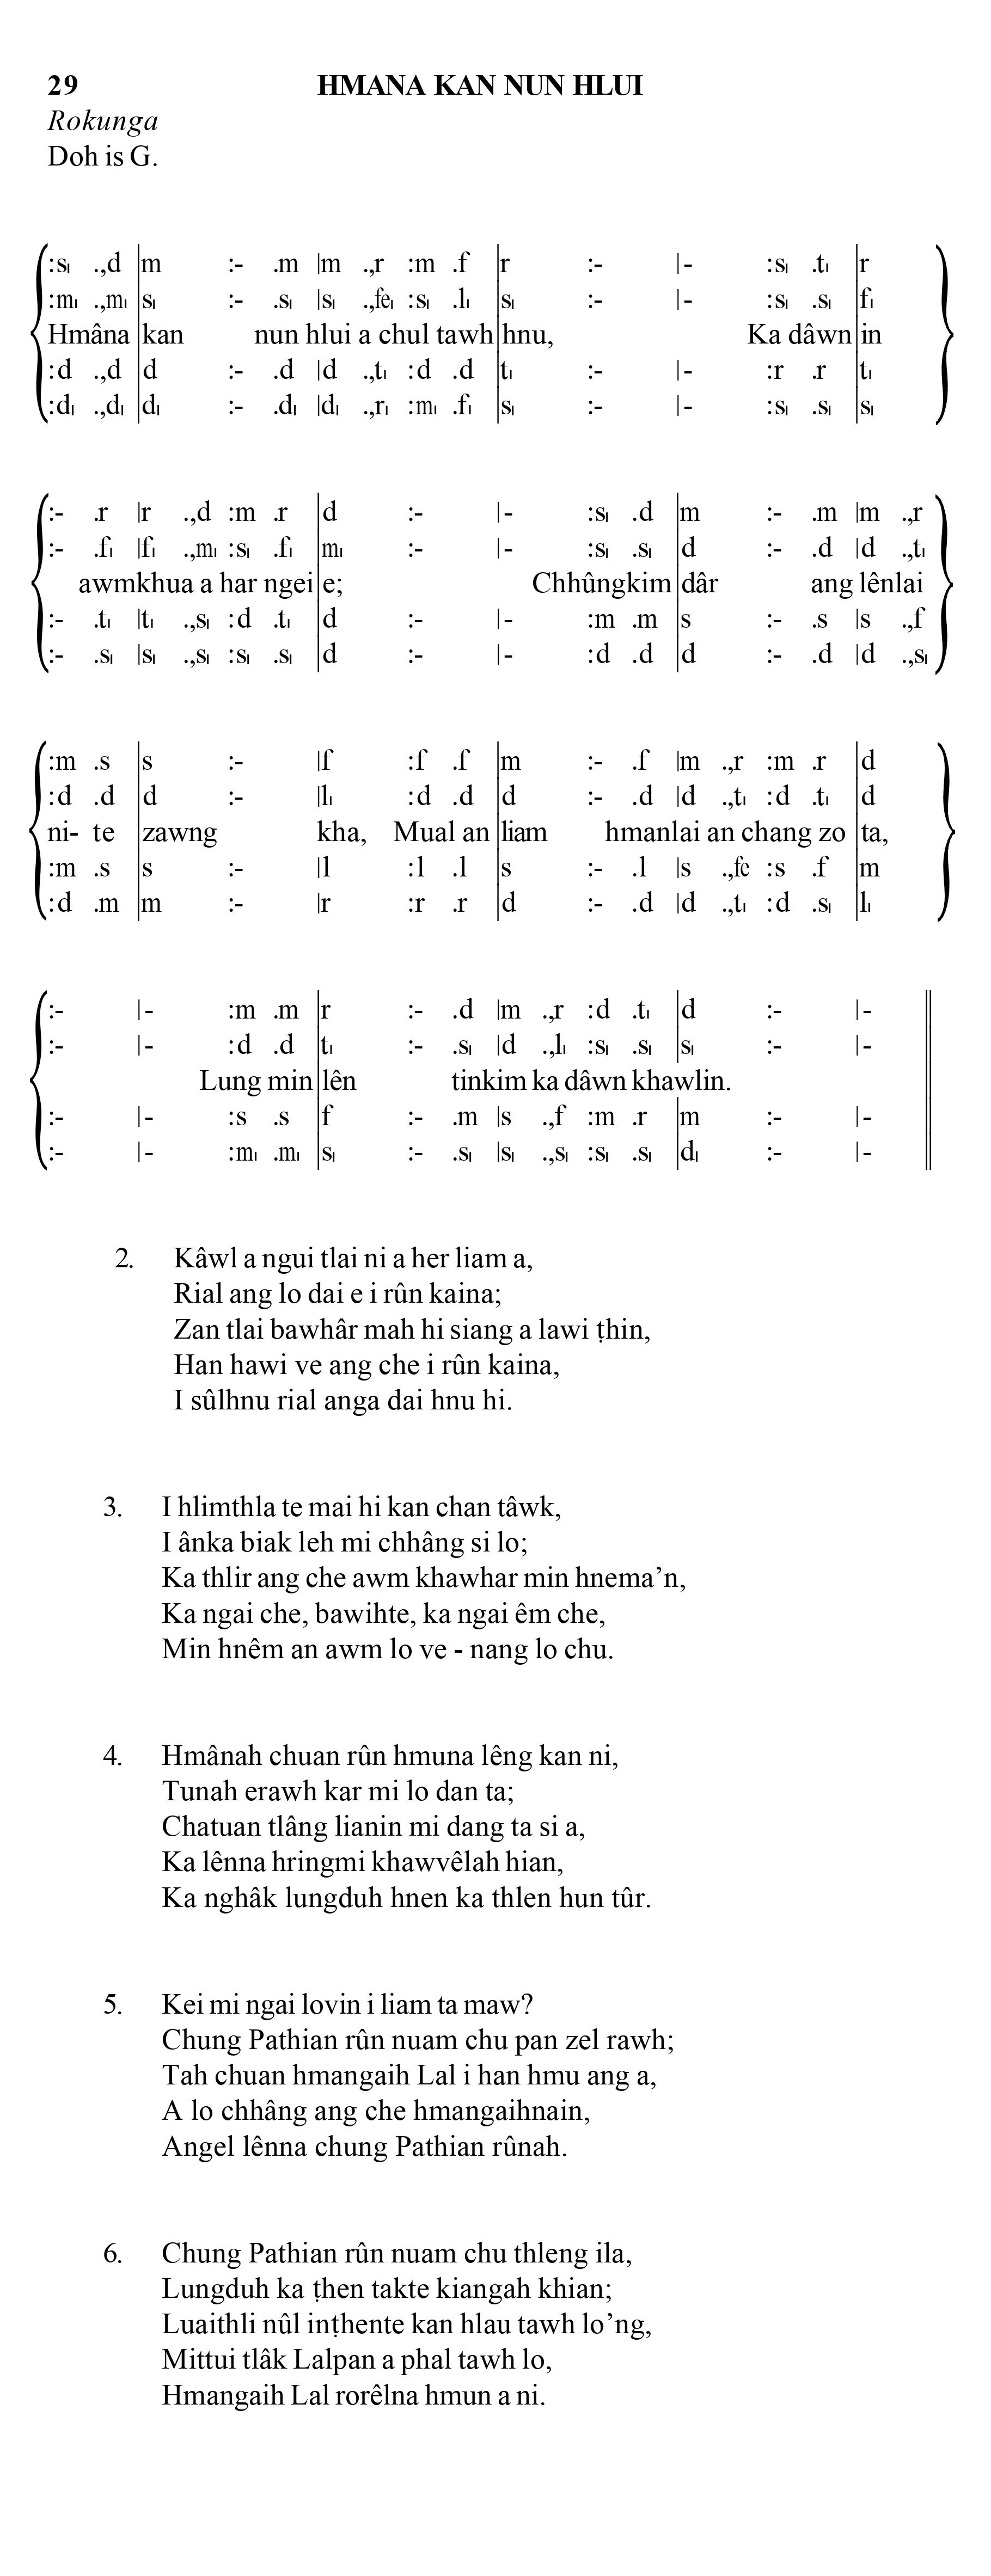 29 HMANA KAN NUN HLUI
Rokunga
Doh is G.
:s₁ .,d |m :- .m |m .,r :m .f |r :- |- :s₁ .t₁ |r
:m₁ .,m₁ |s₁ :- .s₁ |s₁ .,fe₁ :s₁ .l₁ |s₁ :- |- :s₁ .s₁ |f₁
Hmâna |kan nun hlui a chul tawh |hnu, Ka dâwn |in
:d .,d |d :- .d |d .,t₁ :d .d |t₁ :- |- :r .r |t₁
:d₁ .,d₁ |d₁ :- .d₁ |d₁ .,r₁ :m₁ .f₁ |s₁ :- |- :s₁ .s₁ |s₁
:- .r |r .,d :m .r |d :- |- :s₁ .d |m :- .m |m .,r
:- .f₁ |f₁ .,m₁ :s₁ .f₁ |m₁ :- |- :s₁ .s₁ |d :- .d |d .,t₁
awmkhua a har ngei |e; Chhûngkim |dâr ang lênlai
:- .t₁ |t₁ .,s₁ :d .t₁ |d :- |- :m .m |s :- .s |s .,f
:- .s₁ |s₁ .,s₁ :s₁ .s₁ |d :- |- :d .d |d :- .d |d .,s₁
:m .s |s :- |f :f .f |m :- .f |m .,r :m .r |d
:d .d |d :- |l₁ :d .d |d :- .d |d .,t₁ :d .t₁ |d
ni- te |zawng kha, Mual an |liam hmanlai an chang zo |ta,
:m .s |s :- |l :l .l |s :- .l |s .,fe :s .f |m
:d .m |m :- |r :r .r |d :- .d |d .,t₁ :d .s₁ |l₁
:- |- :m .m |r :- .d |m .,r :d .t₁ |d :- |- ||
:- |- :d .d |t₁ :- .s₁ |d .,l₁ :s₁ .s₁ |s₁ :- |- ||
Lung min |lên tinkim ka dâwn khawlin.
:- |- :s .s |f :- .m |s .,f :m .r |m :- |- ||
:- |- :m₁ .m₁ |s₁ :- .s₁ |s₁ .,s₁ :s₁ .s₁ |d₁ :- |- ||
2. Kâwl a ngui tlai ni a her liam a,
Rial ang lo dai e i rûn kaina;
Zan tlai bawhâr mah hi siang a lawi ṭhin,
Han hawi ve ang che i rûn kaina,
I sûlhnu rial anga dai hnu hi.
3. I hlimthla te mai hi kan chan tâwk,
I ânka biak leh mi chhâng si lo;
Ka thlir ang che awm khawhar min hnema’n,
Ka ngai che, bawihte, ka ngai êm che,
Min hnêm an awm lo ve - nang lo chu.
4. Hmânah chuan rûn hmuna lêng kan ni,
Tunah erawh kar mi lo dan ta;
Chatuan tlâng lianin mi dang ta si a,
Ka lênna hringmi khawvêlah hian,
Ka nghâk lungduh hnen ka thlen hun tûr.
5. Kei mi ngai lovin i liam ta maw?
Chung Pathian rûn nuam chu pan zel rawh;
Tah chuan hmangaih Lal i han hmu ang a,
A lo chhâng ang che hmangaihnain,
Angel lênna chung Pathian rûnah.
6. Chung Pathian rûn nuam chu thleng ila,
Lungduh ka ṭhen takte kiangah khian;
Luaithli nûl inṭhente kan hlau tawh lo’ng,
Mittui tlâk Lalpan a phal tawh lo,
Hmangaih Lal rorêlna hmun a ni.